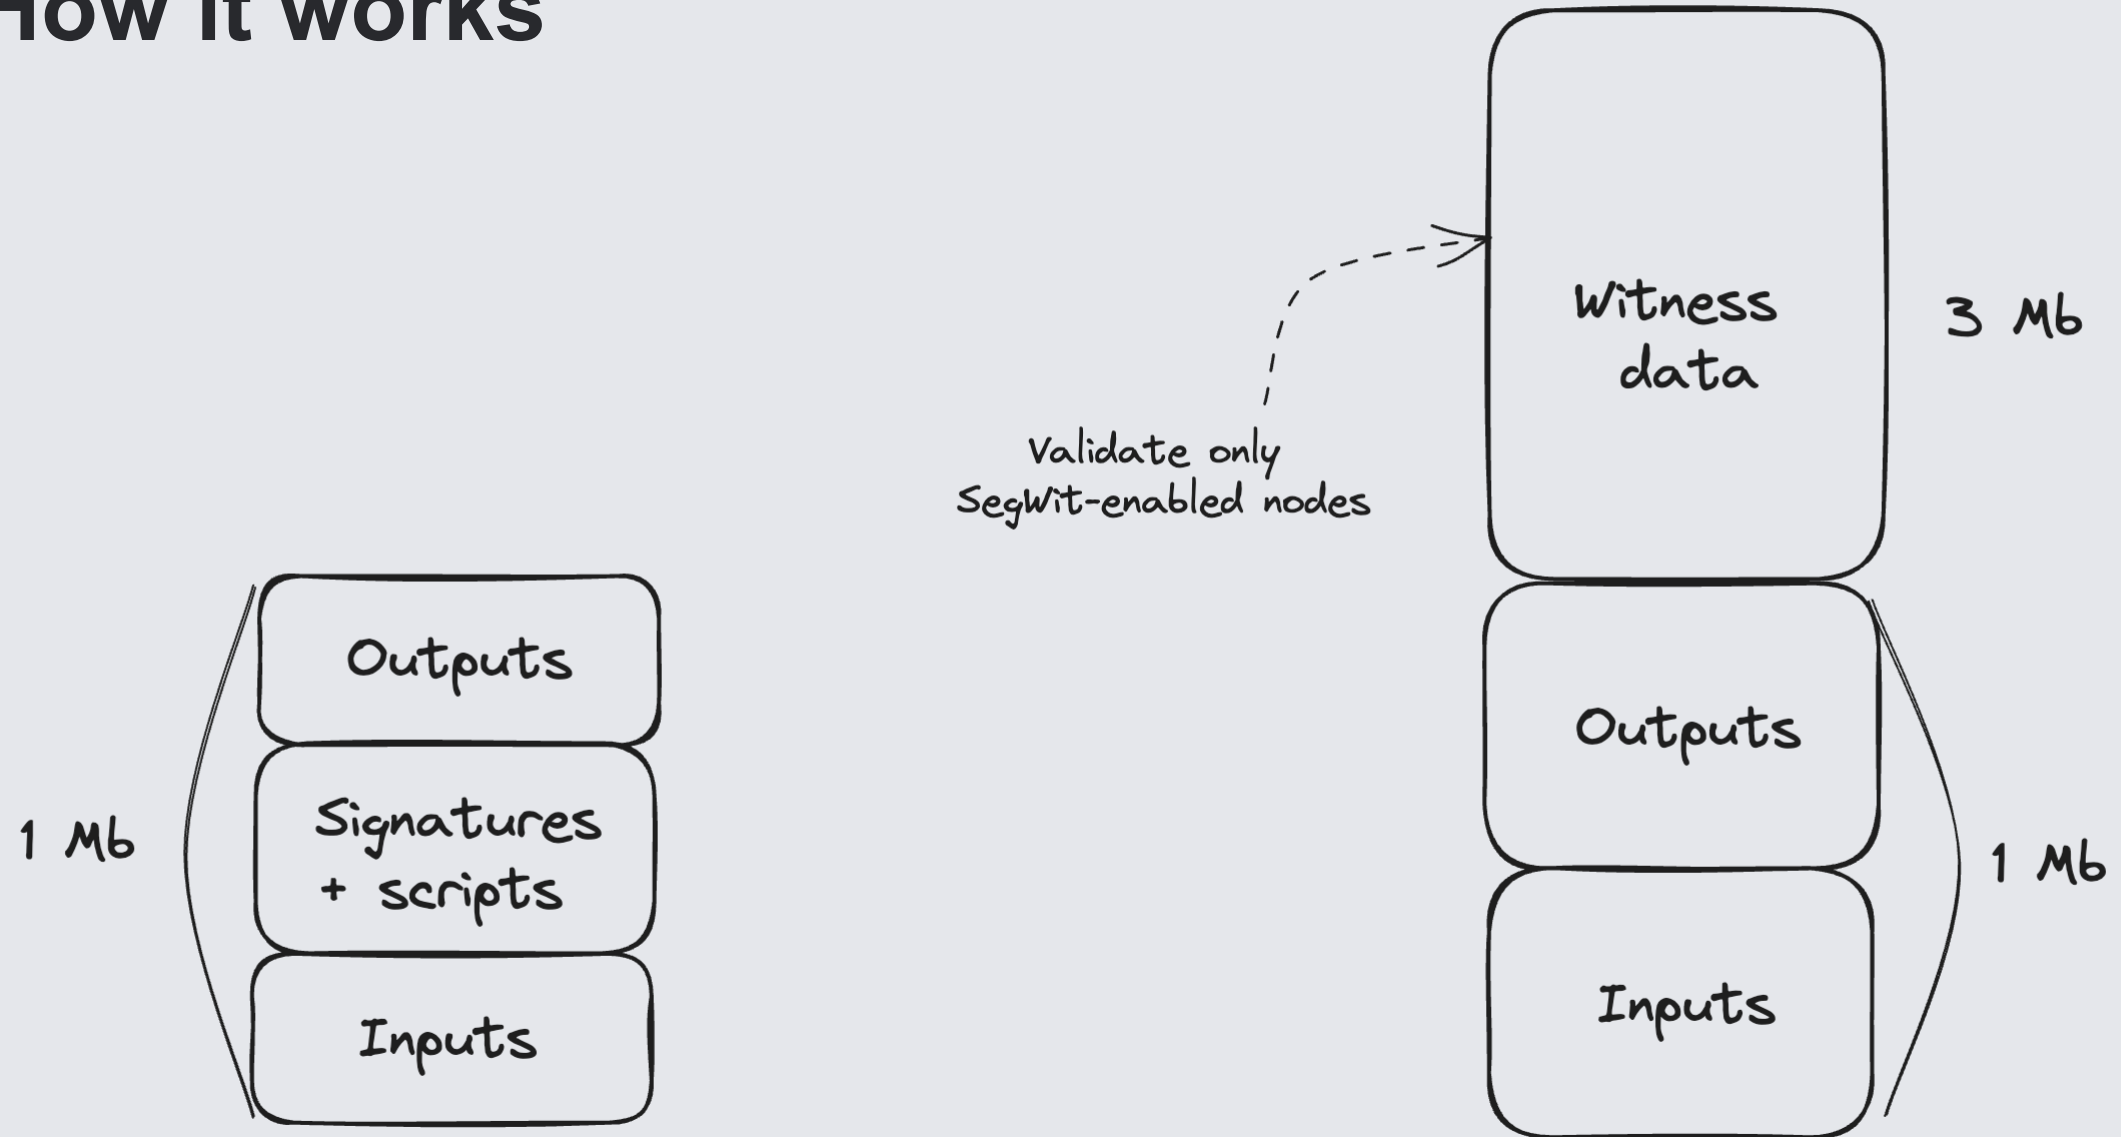 How it works
Outputs
Signatures
+ scripts
Inputs
1 Mb
Validate only
SegWit-enabled nodes
Witness
data
3 Mb
Outputs
Inputs
1 Mb